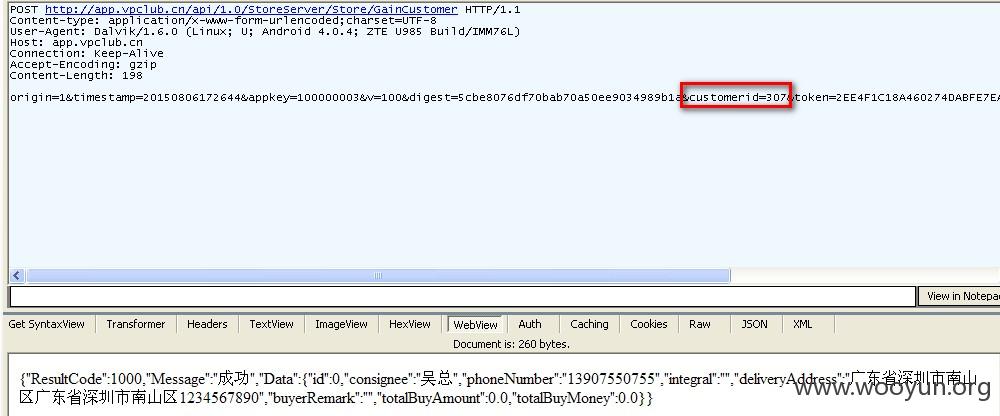 POST http://app.vpclub.cn/api/1.0/StoreServer/Store/GainCustomer HTTP/1.1
Content-type: application/x-www-form-urlencoded;charset=UTF-8
User-Agent: Dalvik/1.6.0 (Linux; U; Android 4.0.4; ZTE U985 Build/IMM76L)
Host: app.vpclub.cn
Connection: Keep-Alive
Accept-Encoding: gzip
Content-Length: 198
origin=1&timestamp=20150806172644&appkey=100000003&v=100&digest=5cbe8076df70bab70a50ee9034989b1a&customerid=307&token=2EE4F1C18A460274DABFE7EA
View in Notepa
Get SyntaxView Transformer Headers TextView ImageView HexView WebView Auth Caching Cookies Raw JSON XML
Document is: 260 bytes.
{"ResultCode":1000,"Message":"成功","Data":{"id":0,"consignee":"吴总","phoneNumber":"13907550755","integral":"","deliveryAddress":"广东省深圳市南山
区广东省深圳市南山区1234567890","buyerRemark":"","totalBuyAmount":0.0,"totalBuyMoney":0.0}}
www.wooyun.org